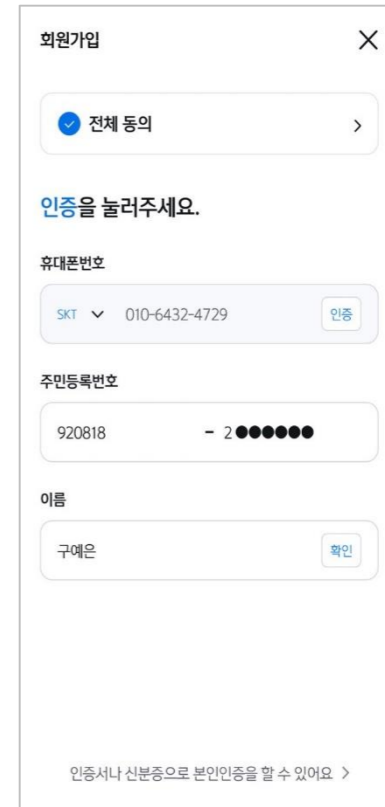 회원가입
전체 동의
인증을 눌러주세요.
휴대폰번호
SKT 010-6432-4729 인증
주민등록번호
920818 - 2●●●●●●
이름
구예은 확인
인증서나 신분증으로 본인인증을 할 수 있어요 >